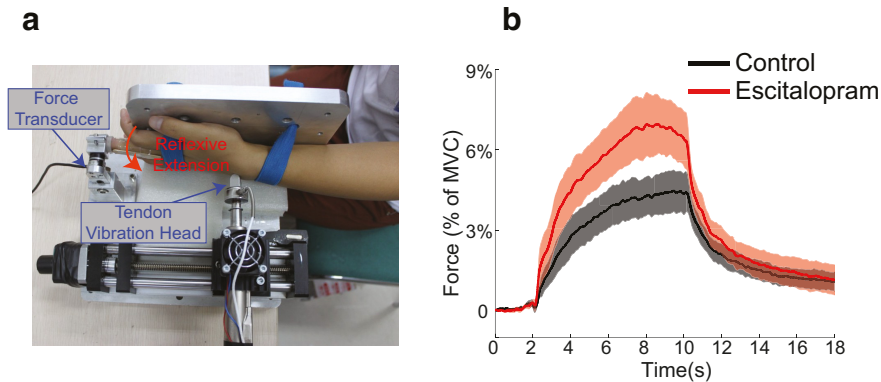 a
Force
Transducer
Reflexive
Extension
Tendon
Vibration Head
b
Control
Escitalopram
9%
6%
3%
0
-1%
Force (% of MVC)
0 2 4 6 8 10 12 14 16 18
Time(s)